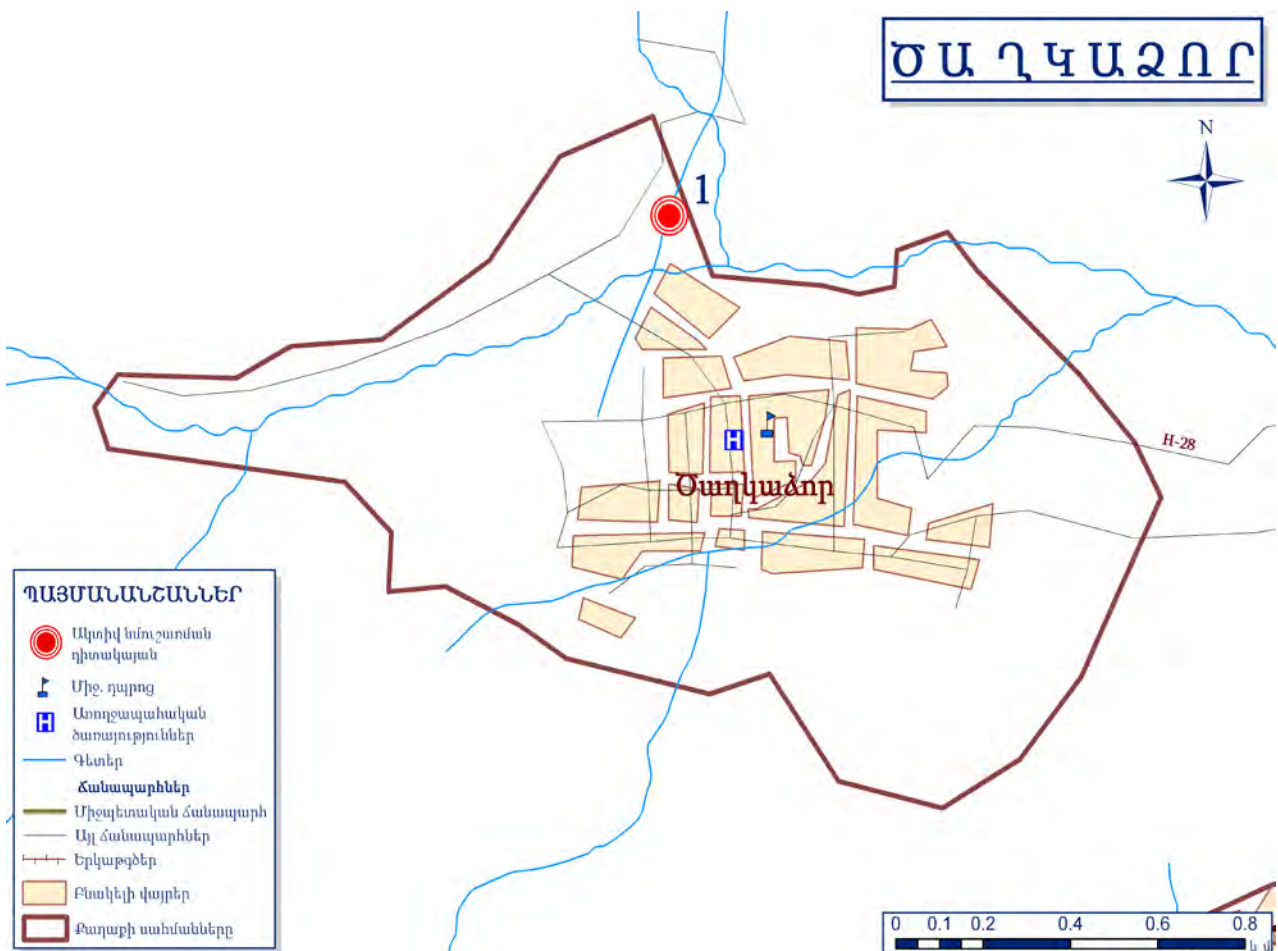 ԾԱՂԿԱՁՈՐ
N
1
H-28
H
Ծաղկաձոր
ՊԱՅՄԱՆԱՆՇԱՆՆԵՐ
Ակտիվ նմուշառման
դիտակայան
Միջ. դպրոց
H
Առողջապահական
ծառայություններ
Գետեր
Ճանապարհներ
Միջպետական ճանապարհ
Այլ ճանապարհներ
Երկաթգծեր
Բնակելի վայրեր
Քաղաքի սահմանները
0 0.1 0.2 0.4 0.6 0.8